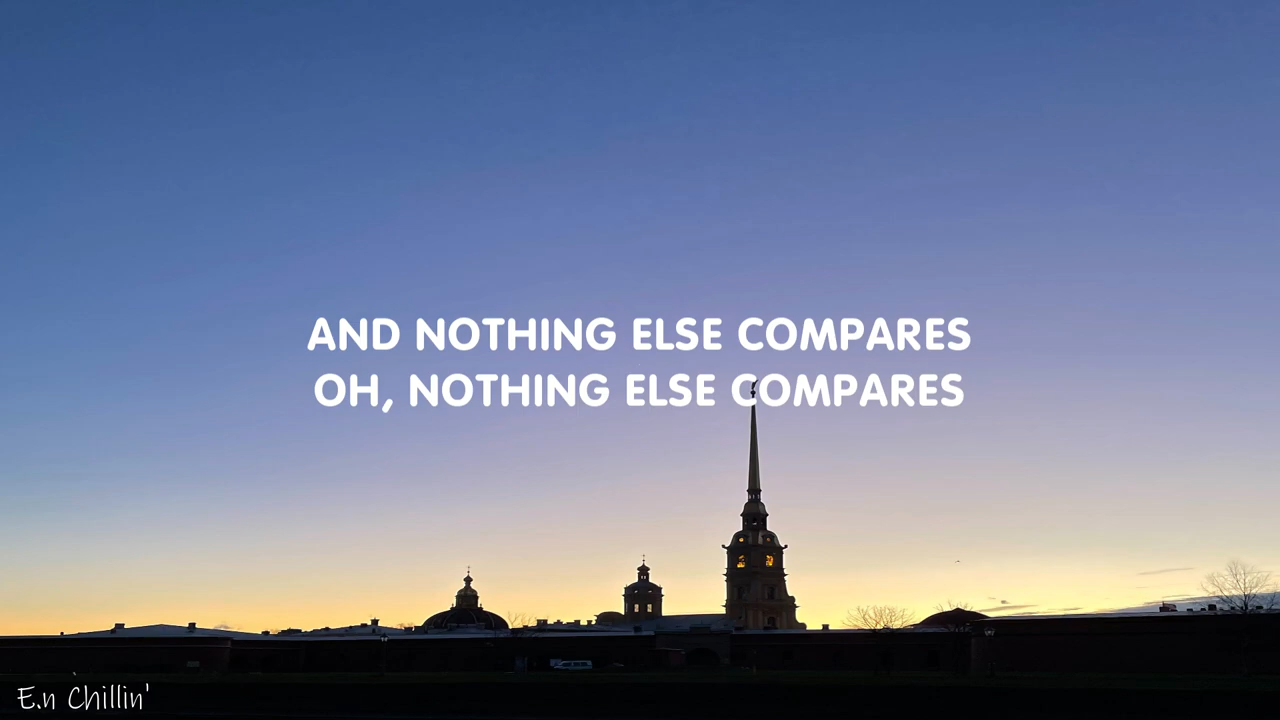 AND NOTHING ELSE COMPARES
OH, NOTHING ELSE COMPARES
E.n Chillin'